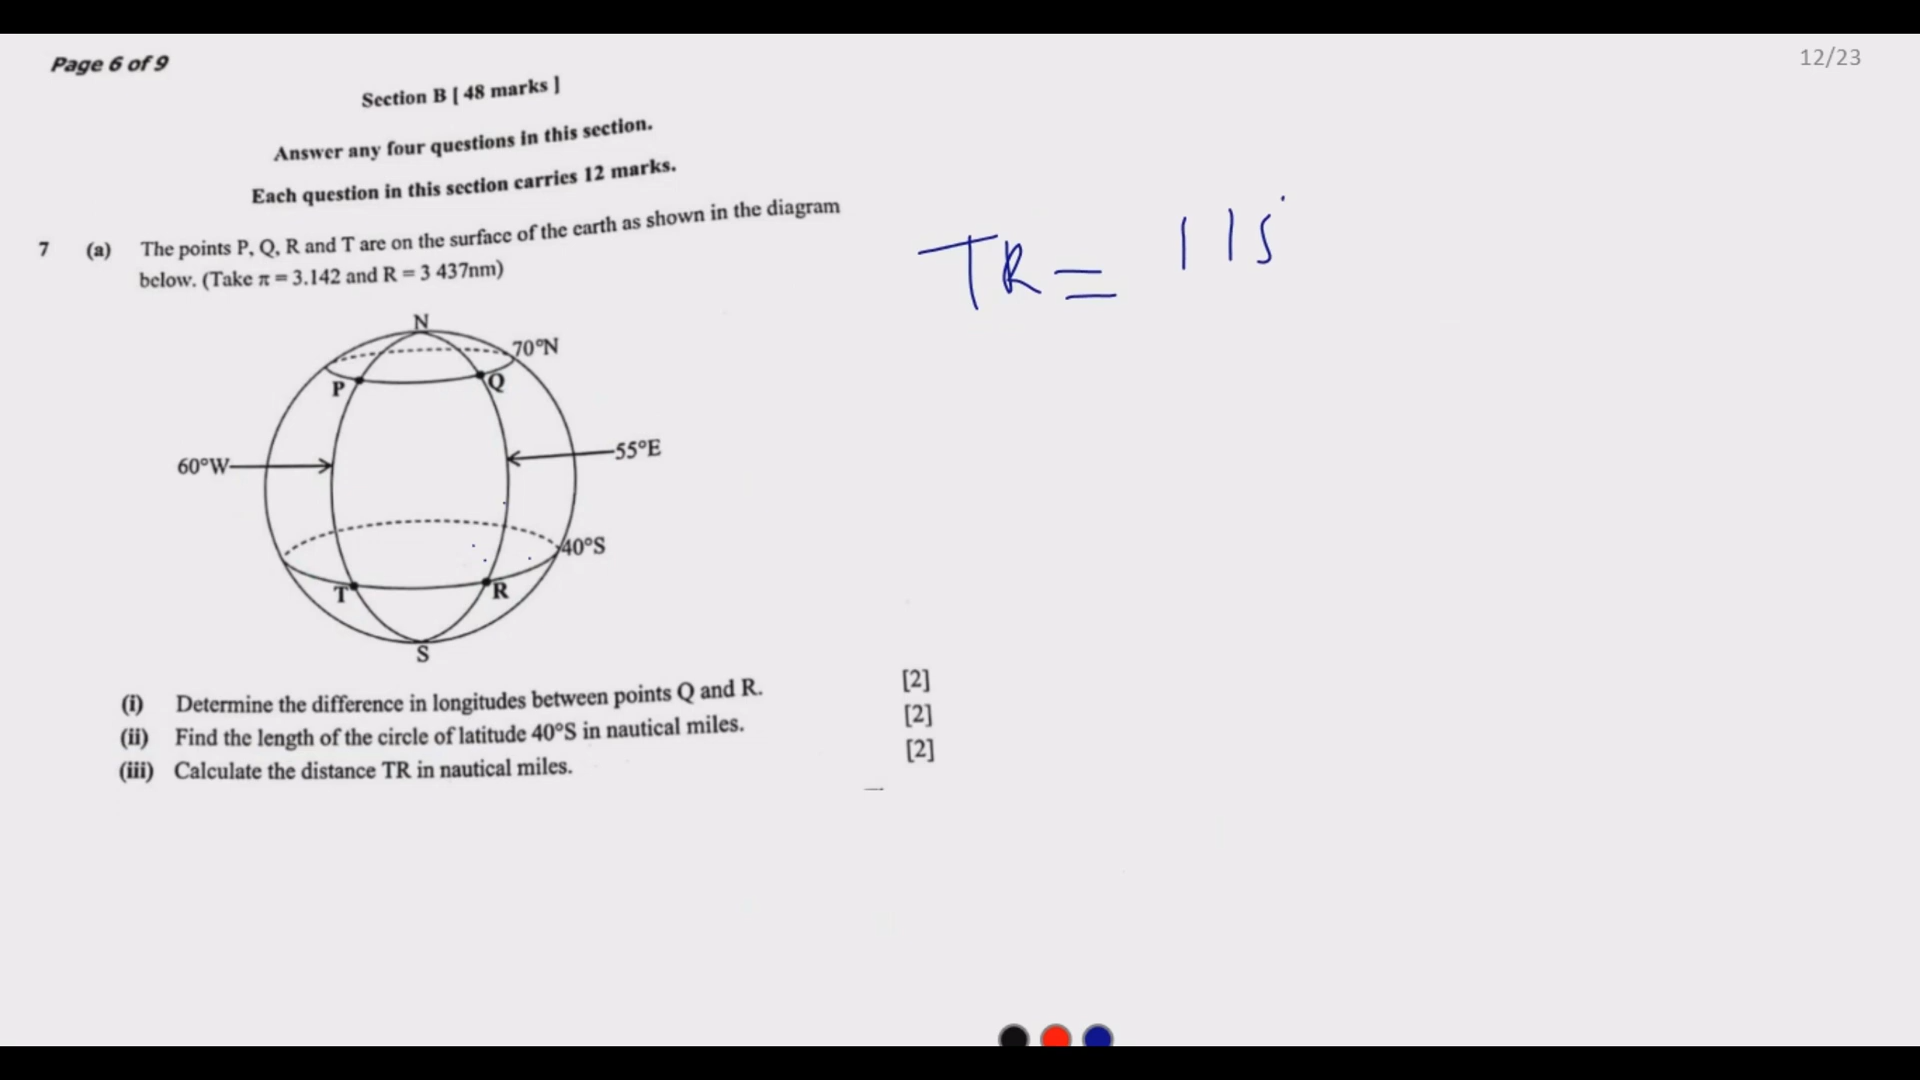 Page 6 of 9
12/23
Section B [ 48 marks ]
Answer any four questions in this section.
Each question in this section carries 12 marks.
7 (a) The points P, Q, R and T are on the surface of the earth as shown in the diagram
below. (Take π = 3.142 and R = 3 437nm)
TR = 115
N
70°N
P
Q
60°W
55°E
40°S
T
R
S
(i) Determine the difference in longitudes between points Q and R. [2]
(ii) Find the length of the circle of latitude 40°S in nautical miles. [2]
(iii) Calculate the distance TR in nautical miles. [2]